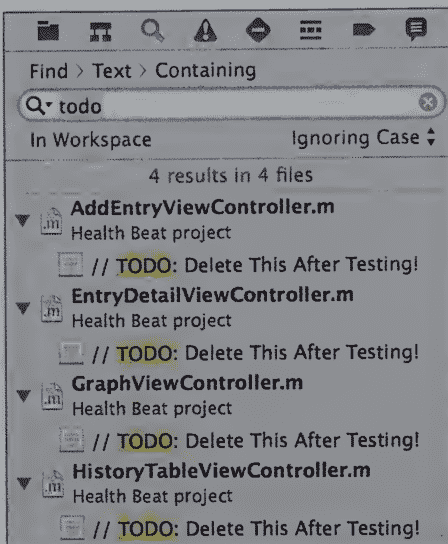 Find > Text > Containing
todo
In Workspace Ignoring Case
4 results in 4 files
AddEntryViewController.m
Health Beat project
// TODO: Delete This After Testing!
EntryDetailViewController.m
Health Beat project
// TODO: Delete This After Testing!
GraphViewController.m
Health Beat project
// TODO: Delete This After Testing!
HistoryTableViewController.m
Health Beat project
// TODO: Delete This After Testing!